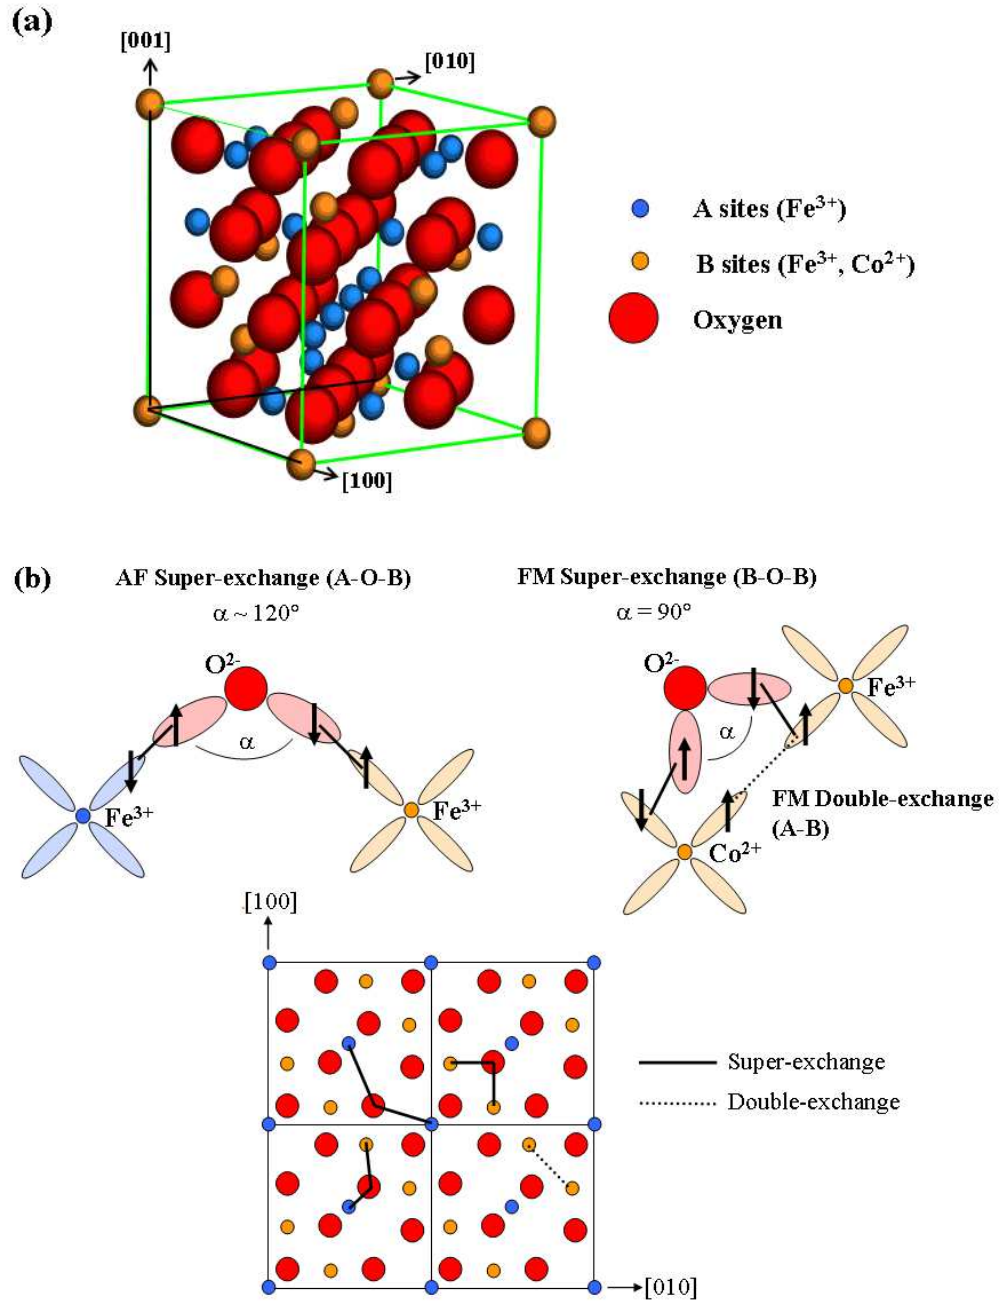 (a)
[001]
[010]
[100]
A sites (Fe³⁺)
B sites (Fe³⁺, Co²⁺)
Oxygen
(b)
AF Super-exchange (A-O-B)
α ~ 120°
O²⁻
α
Fe³⁺
Fe³⁺
FM Super-exchange (B-O-B)
α = 90°
O²⁻
Fe³⁺
α
FM Double-exchange
(A-B)
Co²⁺
[100]
Super-exchange
Double-exchange
[010]